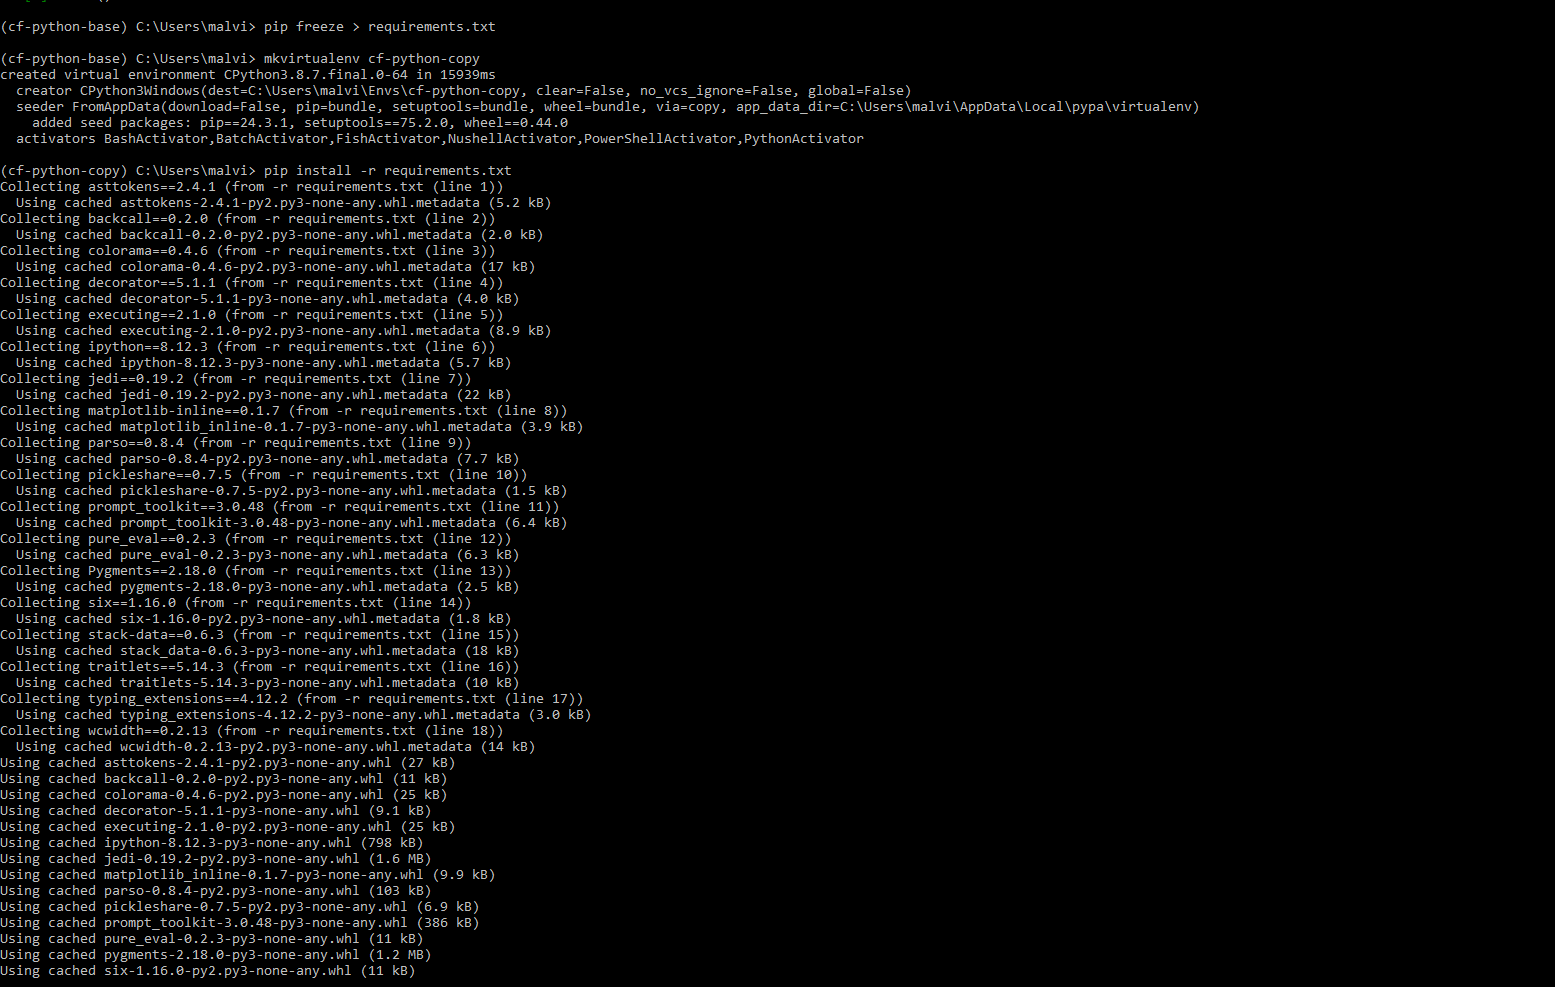 (cf-python-base) C:\Users\malvi> pip freeze > requirements.txt
(cf-python-base) C:\Users\malvi> mkvirtualenv cf-python-copy
created virtual environment CPython3.8.7.final.0-64 in 15939ms
  creator CPython3Windows(dest=C:\Users\malvi\Envs\cf-python-copy, clear=False, no_vcs_ignore=False, global=False)
  seeder FromAppData(download=False, pip=bundle, setuptools=bundle, wheel=bundle, via=copy, app_data_dir=C:\Users\malvi\AppData\Local\pypa\virtualenv)
    added seed packages: pip==24.3.1, setuptools==75.2.0, wheel==0.44.0
  activators BashActivator,BatchActivator,FishActivator,NushellActivator,PowerShellActivator,PythonActivator
(cf-python-copy) C:\Users\malvi> pip install -r requirements.txt
Collecting asttokens==2.4.1 (from -r requirements.txt (line 1))
  Using cached asttokens-2.4.1-py2.py3-none-any.whl.metadata (5.2 kB)
Collecting backcall==0.2.0 (from -r requirements.txt (line 2))
  Using cached backcall-0.2.0-py2.py3-none-any.whl.metadata (2.0 kB)
Collecting colorama==0.4.6 (from -r requirements.txt (line 3))
  Using cached colorama-0.4.6-py2.py3-none-any.whl.metadata (17 kB)
Collecting decorator==5.1.1 (from -r requirements.txt (line 4))
  Using cached decorator-5.1.1-py3-none-any.whl.metadata (4.0 kB)
Collecting executing==2.1.0 (from -r requirements.txt (line 5))
  Using cached executing-2.1.0-py2.py3-none-any.whl.metadata (8.9 kB)
Collecting ipython==8.12.3 (from -r requirements.txt (line 6))
  Using cached ipython-8.12.3-py3-none-any.whl.metadata (5.7 kB)
Collecting jedi==0.19.2 (from -r requirements.txt (line 7))
  Using cached jedi-0.19.2-py2.py3-none-any.whl.metadata (22 kB)
Collecting matplotlib-inline==0.1.7 (from -r requirements.txt (line 8))
  Using cached matplotlib_inline-0.1.7-py3-none-any.whl.metadata (3.9 kB)
Collecting parso==0.8.4 (from -r requirements.txt (line 9))
  Using cached parso-0.8.4-py2.py3-none-any.whl.metadata (7.7 kB)
Collecting pickleshare==0.7.5 (from -r requirements.txt (line 10))
  Using cached pickleshare-0.7.5-py2.py3-none-any.whl.metadata (1.5 kB)
Collecting prompt_toolkit==3.0.48 (from -r requirements.txt (line 11))
  Using cached prompt_toolkit-3.0.48-py3-none-any.whl.metadata (6.4 kB)
Collecting pure_eval==0.2.3 (from -r requirements.txt (line 12))
  Using cached pure_eval-0.2.3-py3-none-any.whl.metadata (6.3 kB)
Collecting Pygments==2.18.0 (from -r requirements.txt (line 13))
  Using cached pygments-2.18.0-py3-none-any.whl.metadata (2.5 kB)
Collecting six==1.16.0 (from -r requirements.txt (line 14))
  Using cached six-1.16.0-py2.py3-none-any.whl.metadata (1.8 kB)
Collecting stack-data==0.6.3 (from -r requirements.txt (line 15))
  Using cached stack_data-0.6.3-py3-none-any.whl.metadata (18 kB)
Collecting traitlets==5.14.3 (from -r requirements.txt (line 16))
  Using cached traitlets-5.14.3-py3-none-any.whl.metadata (10 kB)
Collecting typing_extensions==4.12.2 (from -r requirements.txt (line 17))
  Using cached typing_extensions-4.12.2-py3-none-any.whl.metadata (3.0 kB)
Collecting wcwidth==0.2.13 (from -r requirements.txt (line 18))
  Using cached wcwidth-0.2.13-py2.py3-none-any.whl.metadata (14 kB)
Using cached asttokens-2.4.1-py2.py3-none-any.whl (27 kB)
Using cached backcall-0.2.0-py2.py3-none-any.whl (11 kB)
Using cached colorama-0.4.6-py2.py3-none-any.whl (25 kB)
Using cached decorator-5.1.1-py3-none-any.whl (9.1 kB)
Using cached executing-2.1.0-py2.py3-none-any.whl (25 kB)
Using cached ipython-8.12.3-py3-none-any.whl (798 kB)
Using cached jedi-0.19.2-py2.py3-none-any.whl (1.6 MB)
Using cached matplotlib_inline-0.1.7-py3-none-any.whl (9.9 kB)
Using cached parso-0.8.4-py2.py3-none-any.whl (103 kB)
Using cached pickleshare-0.7.5-py2.py3-none-any.whl (6.9 kB)
Using cached prompt_toolkit-3.0.48-py3-none-any.whl (386 kB)
Using cached pure_eval-0.2.3-py3-none-any.whl (11 kB)
Using cached pygments-2.18.0-py3-none-any.whl (1.2 MB)
Using cached six-1.16.0-py2.py3-none-any.whl (11 kB)